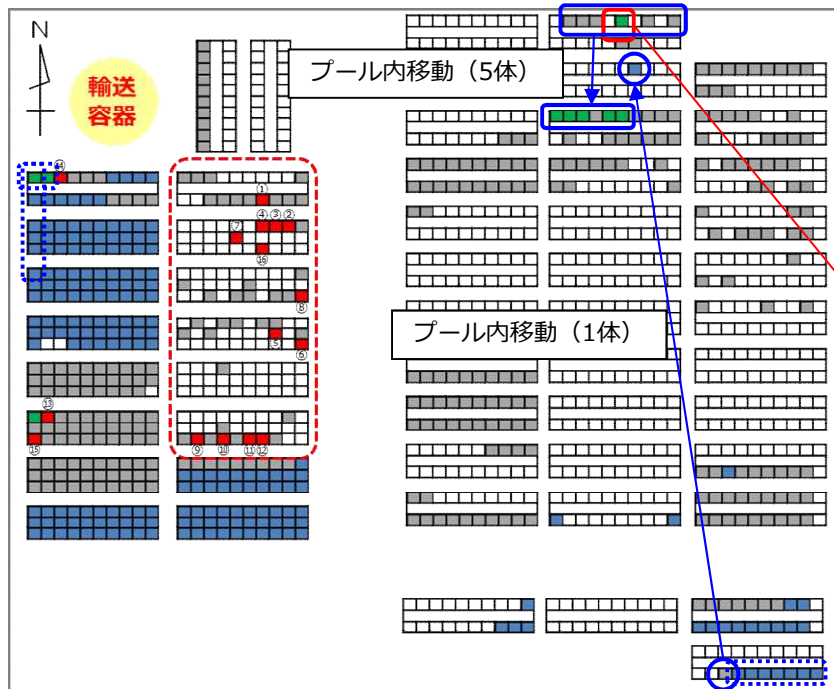 N
輸送
容器
プール内移動（5体）
⑭
①
⑦
④③②
⑯
⑧
⑤
⑥
プール内移動（1体）
⑬
⑮
⑨
⑩
⑪⑫